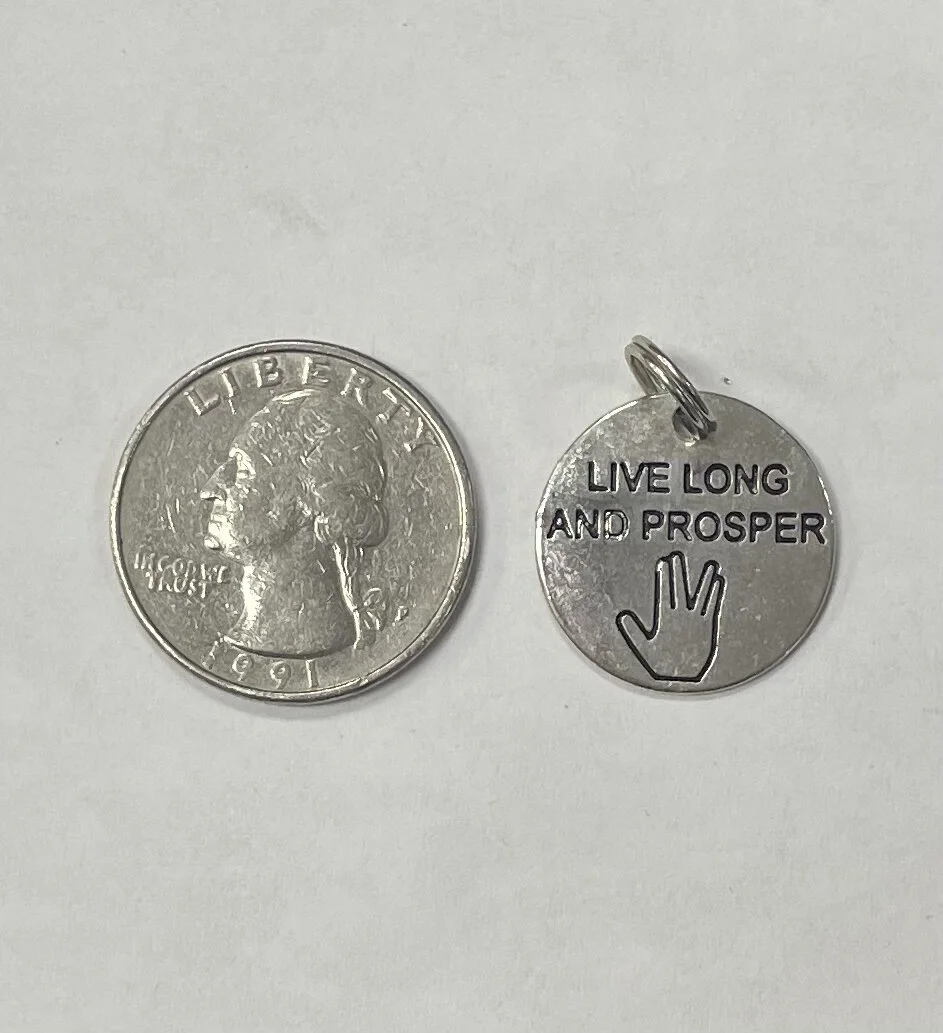 LIBERTY
IN GOD WE
TRUST
P
1991
LIVE LONG
AND PROSPER